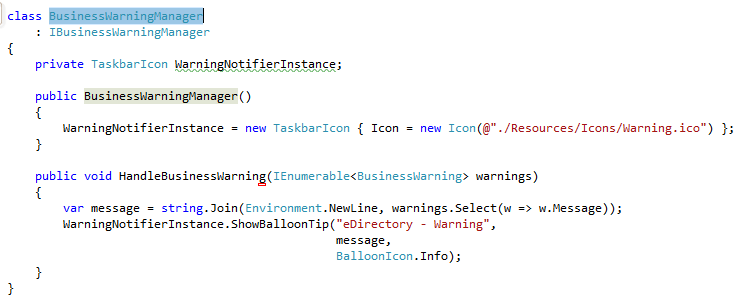 class BusinessWarningManager
    : IBusinessWarningManager
{
    private TaskbarIcon WarningNotifierInstance;

    public BusinessWarningManager()
    {
        WarningNotifierInstance = new TaskbarIcon { Icon = new Icon(@"./Resources/Icons/Warning.ico") };
    }

    public void HandleBusinessWarning(IEnumerable<BusinessWarning> warnings)
    {
        var message = string.Join(Environment.NewLine, warnings.Select(w => w.Message));
        WarningNotifierInstance.ShowBalloonTip("eDirectory - Warning",
                                               message,
                                               BalloonIcon.Info);
    }
}